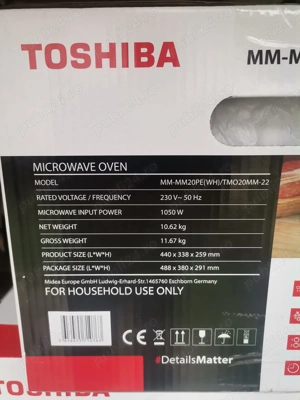 TOSHIBA
MM-M
MICROWAVE OVEN
MODEL MM-MM20PE(WH)/TMO20MM-22
RATED VOLTAGE / FREQUENCY 230 V~ 50 Hz
MICROWAVE INPUT POWER 1050 W
NET WEIGHT 10.62 kg
GROSS WEIGHT 11.67 kg
PRODUCT SIZE (L*W*H) 440 x 338 x 259 mm
PACKAGE SIZE (L*W*H) 488 x 380 x 291 mm
Midea Europe GmbH Ludwig-Erhard-Str.1465760 Eschborn Germany
FOR HOUSEHOLD USE ONLY
CE
#DetailsMatter
TOSHIBA